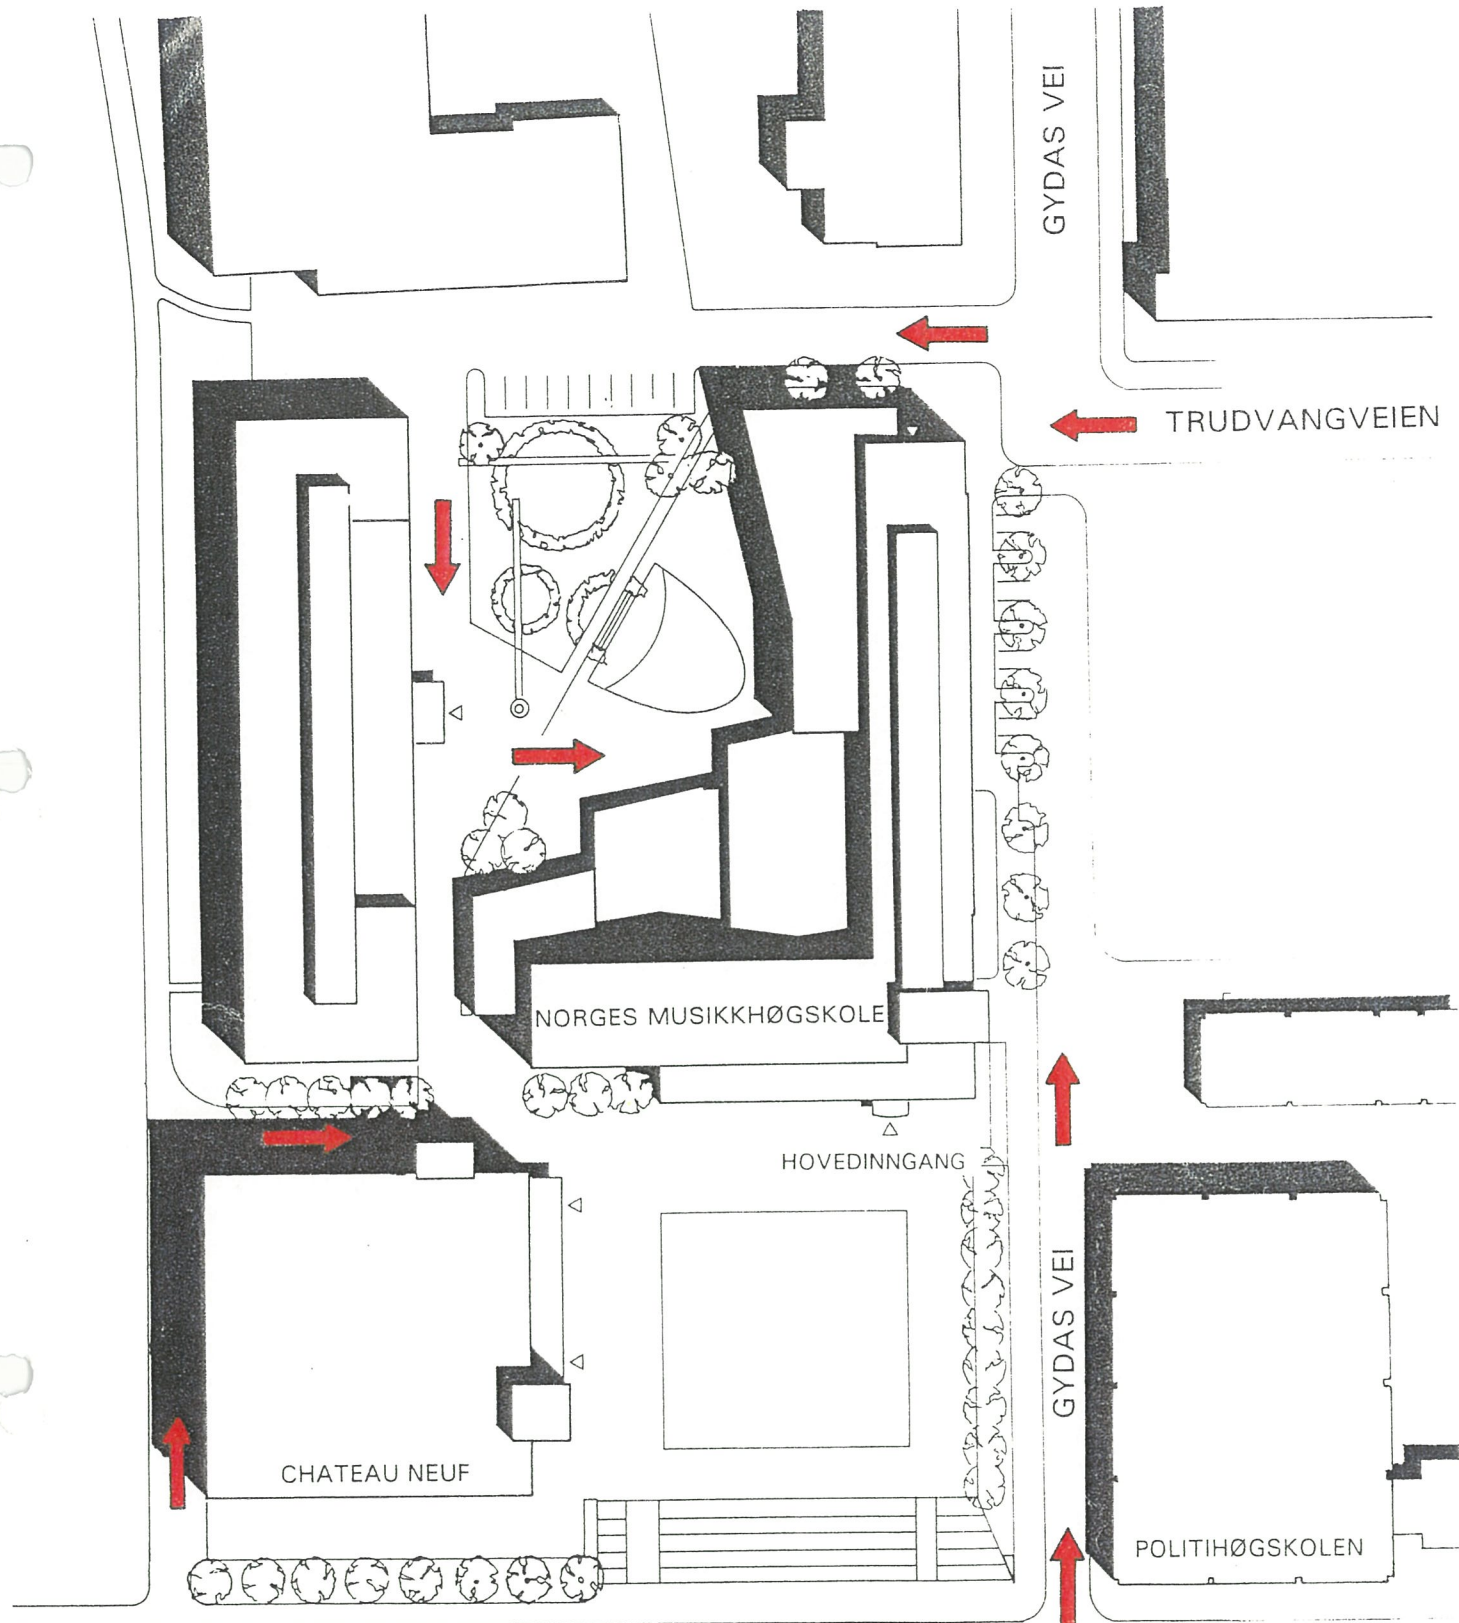 GYDAS VEI
TRUDVANGVEIEN
NORGES MUSIKKHØGSKOLE
HOVEDINNGANG
GYDAS VEI
CHATEAU NEUF
POLITIHØGSKOLEN